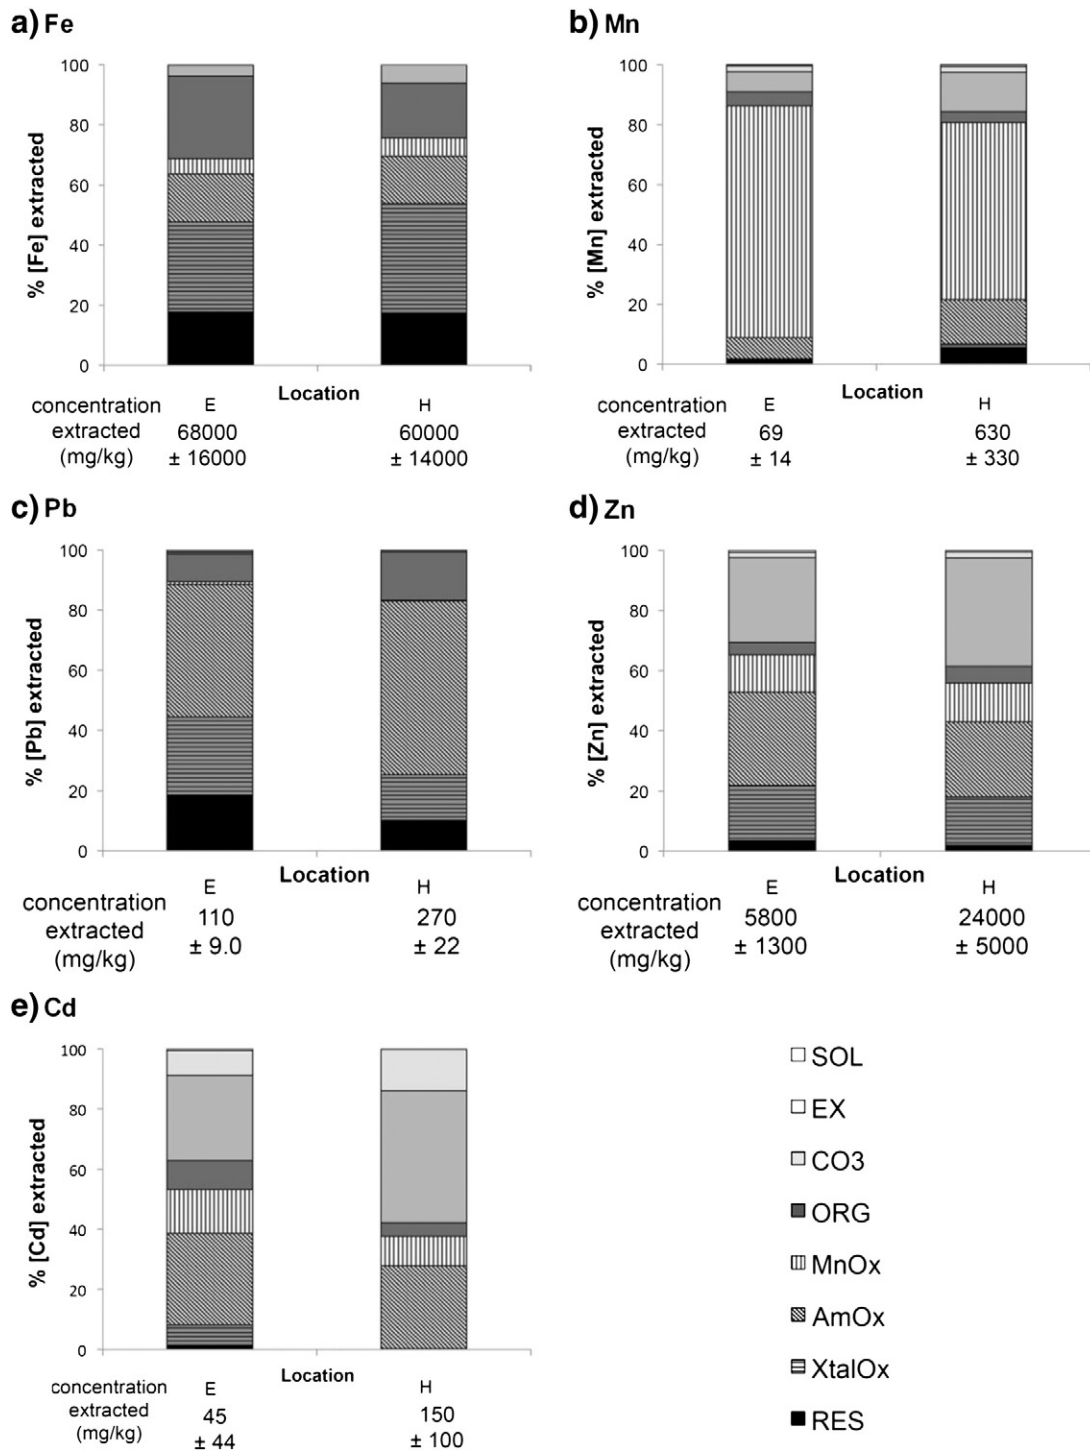 a) Fe
% [Fe] extracted
100
80
60
40
20
0
Location
concentration extracted (mg/kg)
E
68000
± 16000
H
60000
± 14000
b) Mn
% [Mn] extracted
100
80
60
40
20
0
Location
concentration extracted (mg/kg)
E
69
± 14
H
630
± 330
c) Pb
% [Pb] extracted
100
80
60
40
20
0
Location
concentration extracted (mg/kg)
E
110
± 9.0
H
270
± 22
d) Zn
% [Zn] extracted
100
80
60
40
20
0
Location
concentration extracted (mg/kg)
E
5800
± 1300
H
24000
± 5000
e) Cd
% [Cd] extracted
100
80
60
40
20
0
Location
concentration extracted (mg/kg)
E
45
± 44
H
150
± 100
SOL
EX
CO3
ORG
MnOx
AmOx
XtalOx
RES